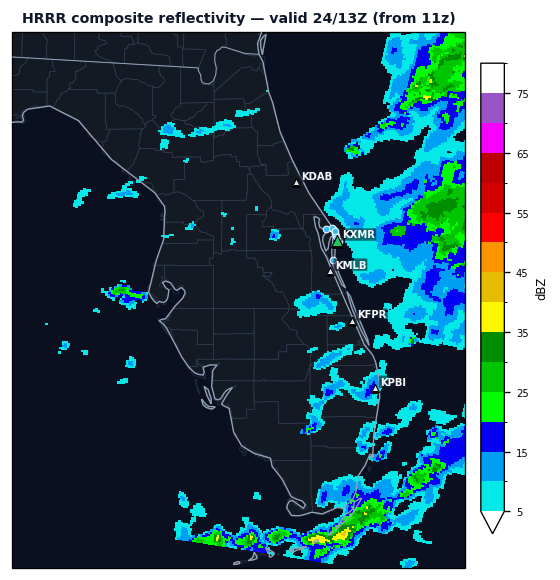 HRRR composite reflectivity — valid 24/13Z (from 11z)
KDAB
KXMR
KMLB
KFPR
KPBI
75
65
55
45
35
25
15
5
dBZ